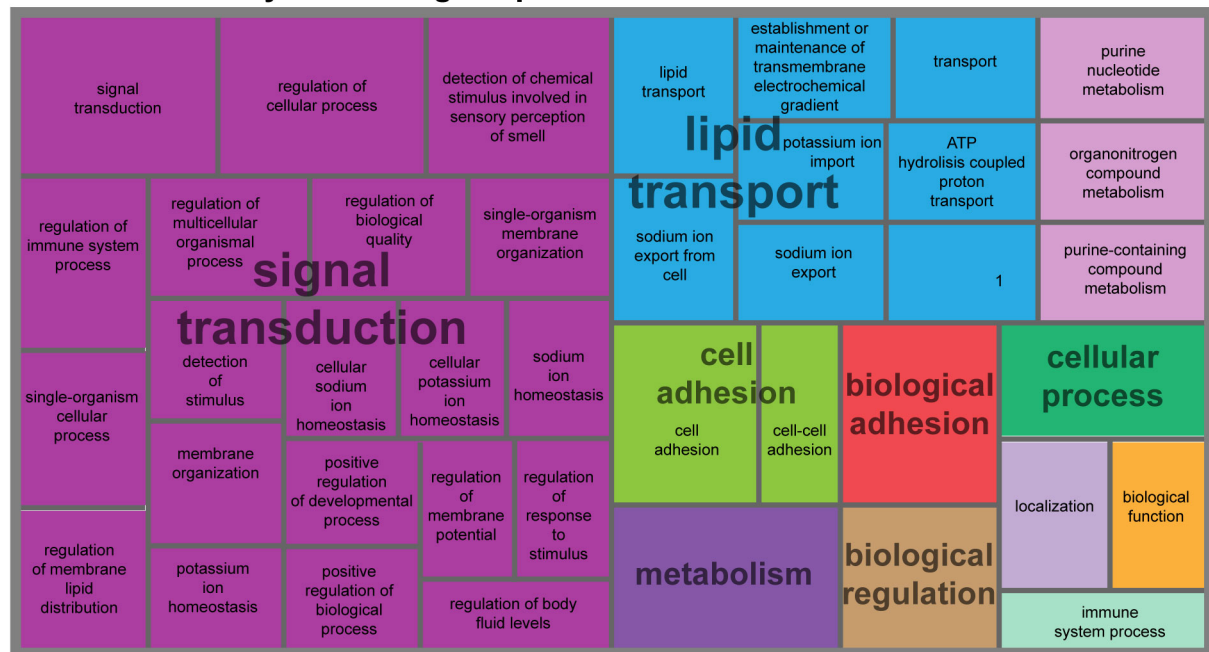 signal
transduction
regulation of
cellular process
detection of chemical
stimulus involved in
sensory perception
of smell
regulation of
immune system
process
regulation of
multicellular
organismal
process
regulation of
biological
quality
single-organism
membrane
organization
signal
transduction
single-organism
cellular
process
detection
of
stimulus
cellular
sodium
ion
homeostasis
cellular
potassium
ion
homeostasis
sodium
ion
homeostasis
membrane
organization
positive
regulation
of developmental
process
regulation
of
membrane
potential
regulation
of
response
to
stimulus
regulation
of membrane
lipid
distribution
potassium
ion
homeostasis
positive
regulation of
biological
process
regulation of body
fluid levels
lipid
transport
establishment or
maintenance of
transmembrane
electrochemical
gradient
transport
lipid
transport
potassium ion
import
ATP
hydrolisis coupled
proton
transport
sodium ion
export from
cell
sodium ion
export
1
purine
nucleotide
metabolism
organonitrogen
compound
metabolism
purine-containing
compound
metabolism
cell
adhesion
cell
adhesion
cell-cell
adhesion
biological
adhesion
cellular
process
metabolism
biological
regulation
localization
biological
function
immune
system process